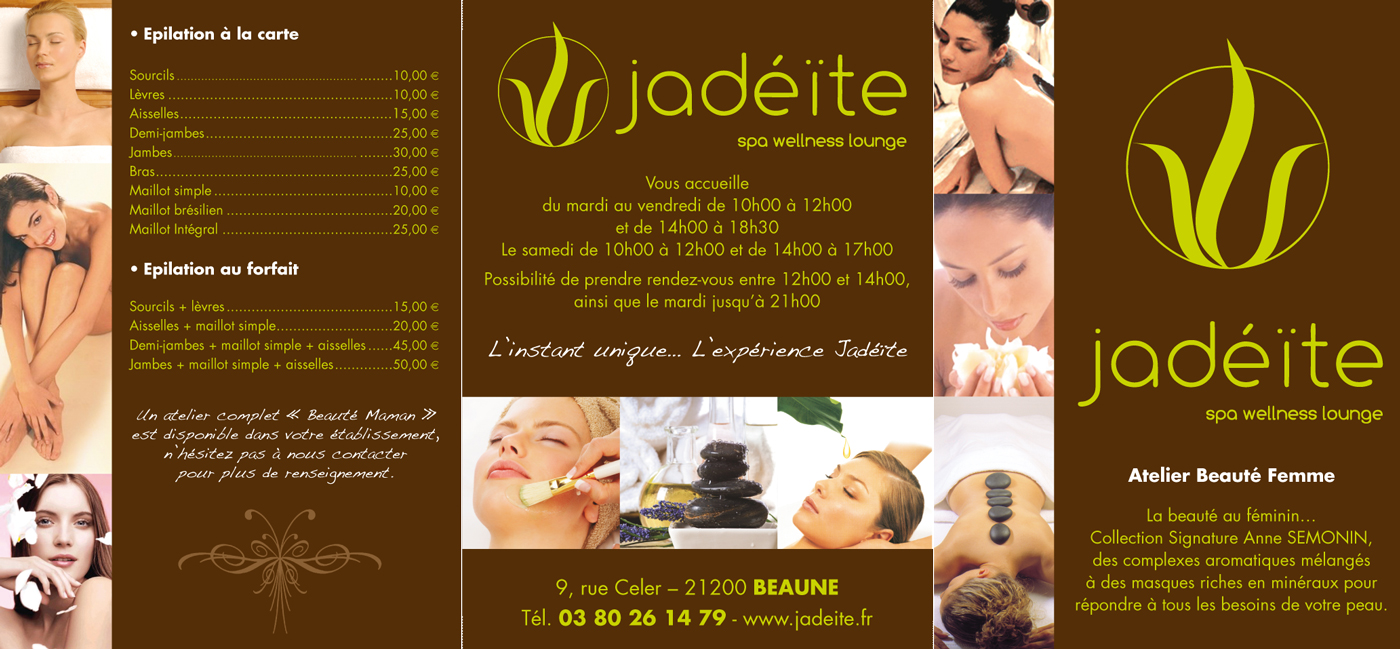 • Epilation à la carte
Sourcils ........ 10,00 €
Lèvres ........ 10,00 €
Aisselles ........ 15,00 €
Demi-jambes ........ 25,00 €
Jambes ........ 30,00 €
Bras ........ 25,00 €
Maillot simple ........ 10,00 €
Maillot brésilien ........ 20,00 €
Maillot Intégral ........ 25,00 €
• Epilation au forfait
Sourcils + lèvres ........ 15,00 €
Aisselles + maillot simple ........ 20,00 €
Demi-jambes + maillot simple + aisselles ...... 45,00 €
Jambes + maillot simple + aisselles ........ 50,00 €
Un atelier complet « Beauté Maman »
est disponible dans votre établissement,
n'hésitez pas à nous contacter
pour plus de renseignement.
jadéïte
spa wellness lounge
Vous accueille
du mardi au vendredi de 10h00 à 12h00
et de 14h00 à 18h30
Le samedi de 10h00 à 12h00 et de 14h00 à 17h00
Possibilité de prendre rendez-vous entre 12h00 et 14h00,
ainsi que le mardi jusqu'à 21h00
L'instant unique... L'expérience Jadéite
9, rue Celer – 21200 BEAUNE
Tél. 03 80 26 14 79 - www.jadeite.fr
jadéïte
spa wellness lounge
Atelier Beauté Femme
La beauté au féminin...
Collection Signature Anne SEMONIN,
des complexes aromatiques mélangés
à des masques riches en minéraux pour
répondre à tous les besoins de votre peau.